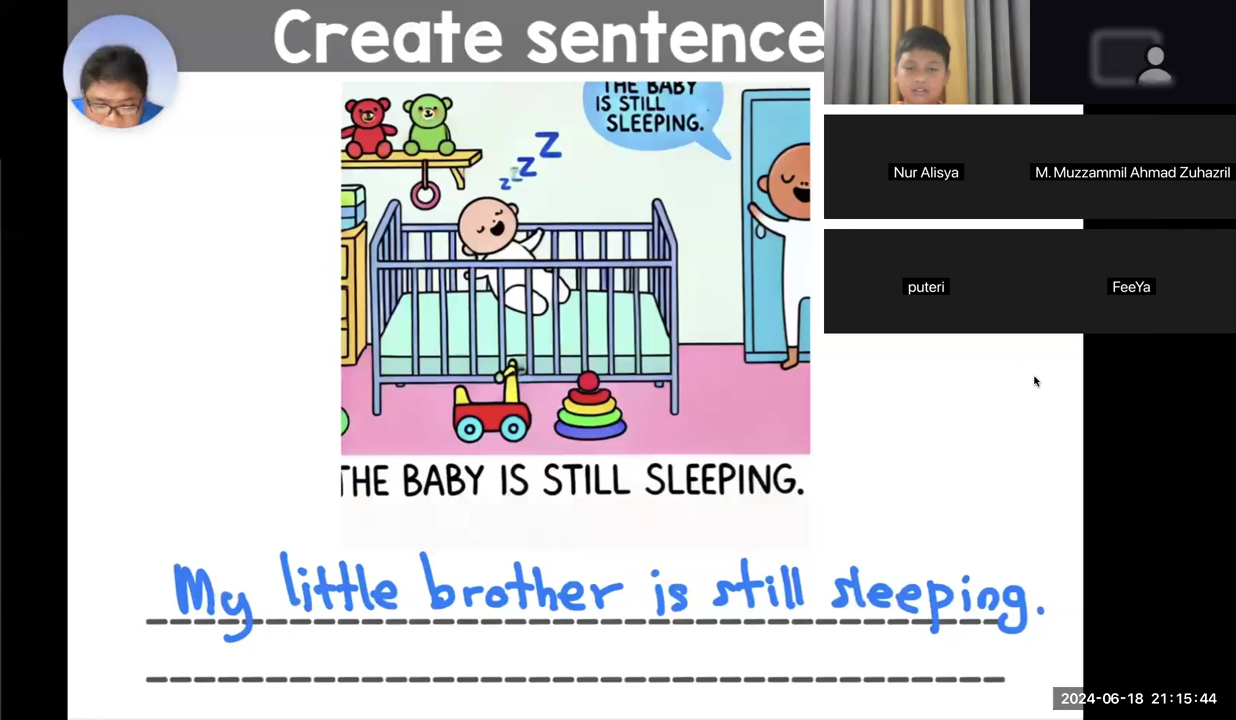 Create sentence
THE BABY
IS STILL
SLEEPING.
z z Z Z
THE BABY IS STILL SLEEPING.
My little brother is still sleeping.
Nur Alisya
M. Muzzammil Ahmad Zuhazril
puteri
FeeYa
2024-06-18 21:15:44